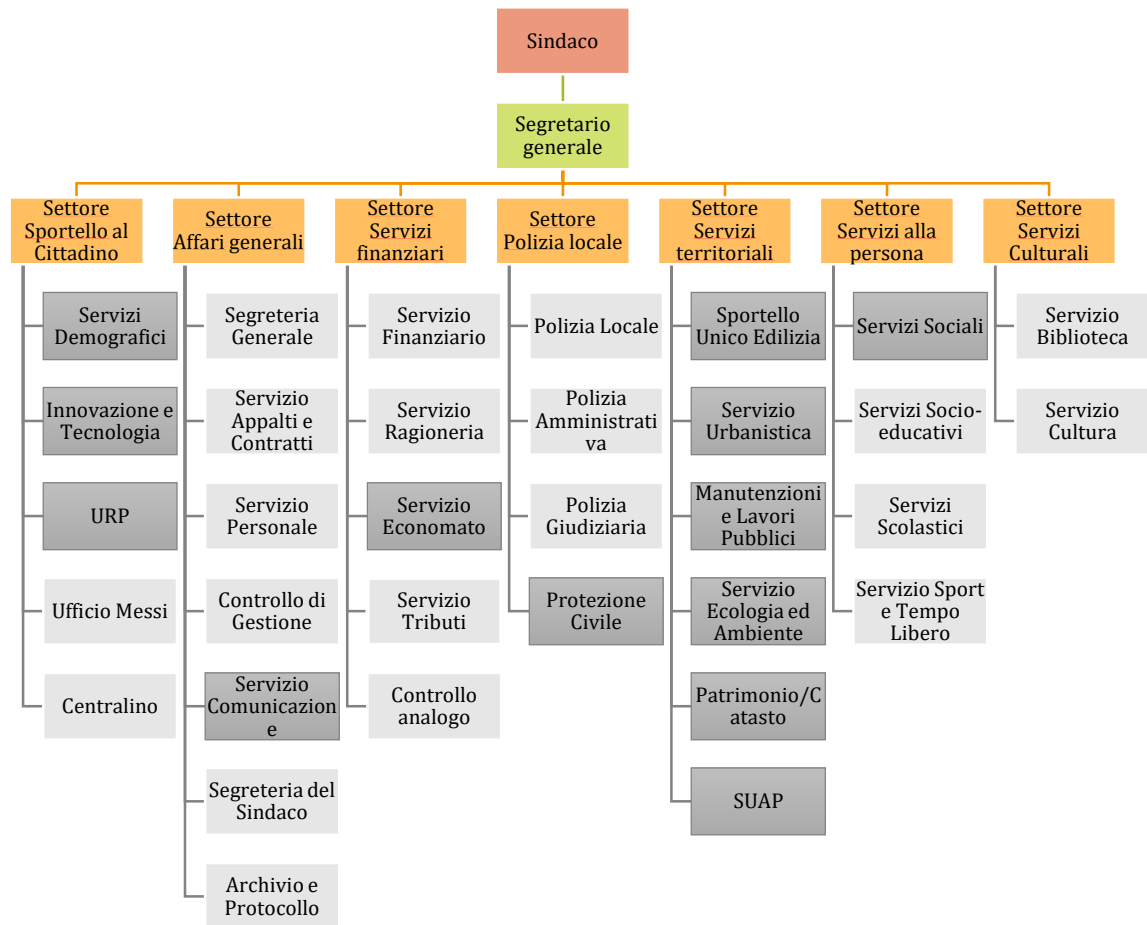 Sindaco
Segretario
generale
Settore
Sportello al
Cittadino
Settore
Affari generali
Settore
Servizi
finanziari
Settore
Polizia locale
Settore
Servizi
territoriali
Settore
Servizi alla
persona
Settore
Servizi
Culturali
Servizi
Demografici
Innovazione e
Tecnologia
URP
Ufficio Messi
Centralino
Segreteria
Generale
Servizio
Appalti e
Contratti
Servizio
Personale
Controllo di
Gestione
Servizio
Comunicazion
e
Segreteria del
Sindaco
Archivio e
Protocollo
Servizio
Finanziario
Servizio
Ragioneria
Servizio
Economato
Servizio
Tributi
Controllo
analogo
Polizia Locale
Polizia
Amministrati
va
Polizia
Giudiziaria
Protezione
Civile
Sportello
Unico Edilizia
Servizio
Urbanistica
Manutenzioni
e Lavori
Pubblici
Servizio
Ecologia ed
Ambiente
Patrimonio/C
atasto
SUAP
Servizi Sociali
Servizi Socio-
educativi
Servizi
Scolastici
Servizio Sport
e Tempo
Libero
Servizio
Biblioteca
Servizio
Cultura